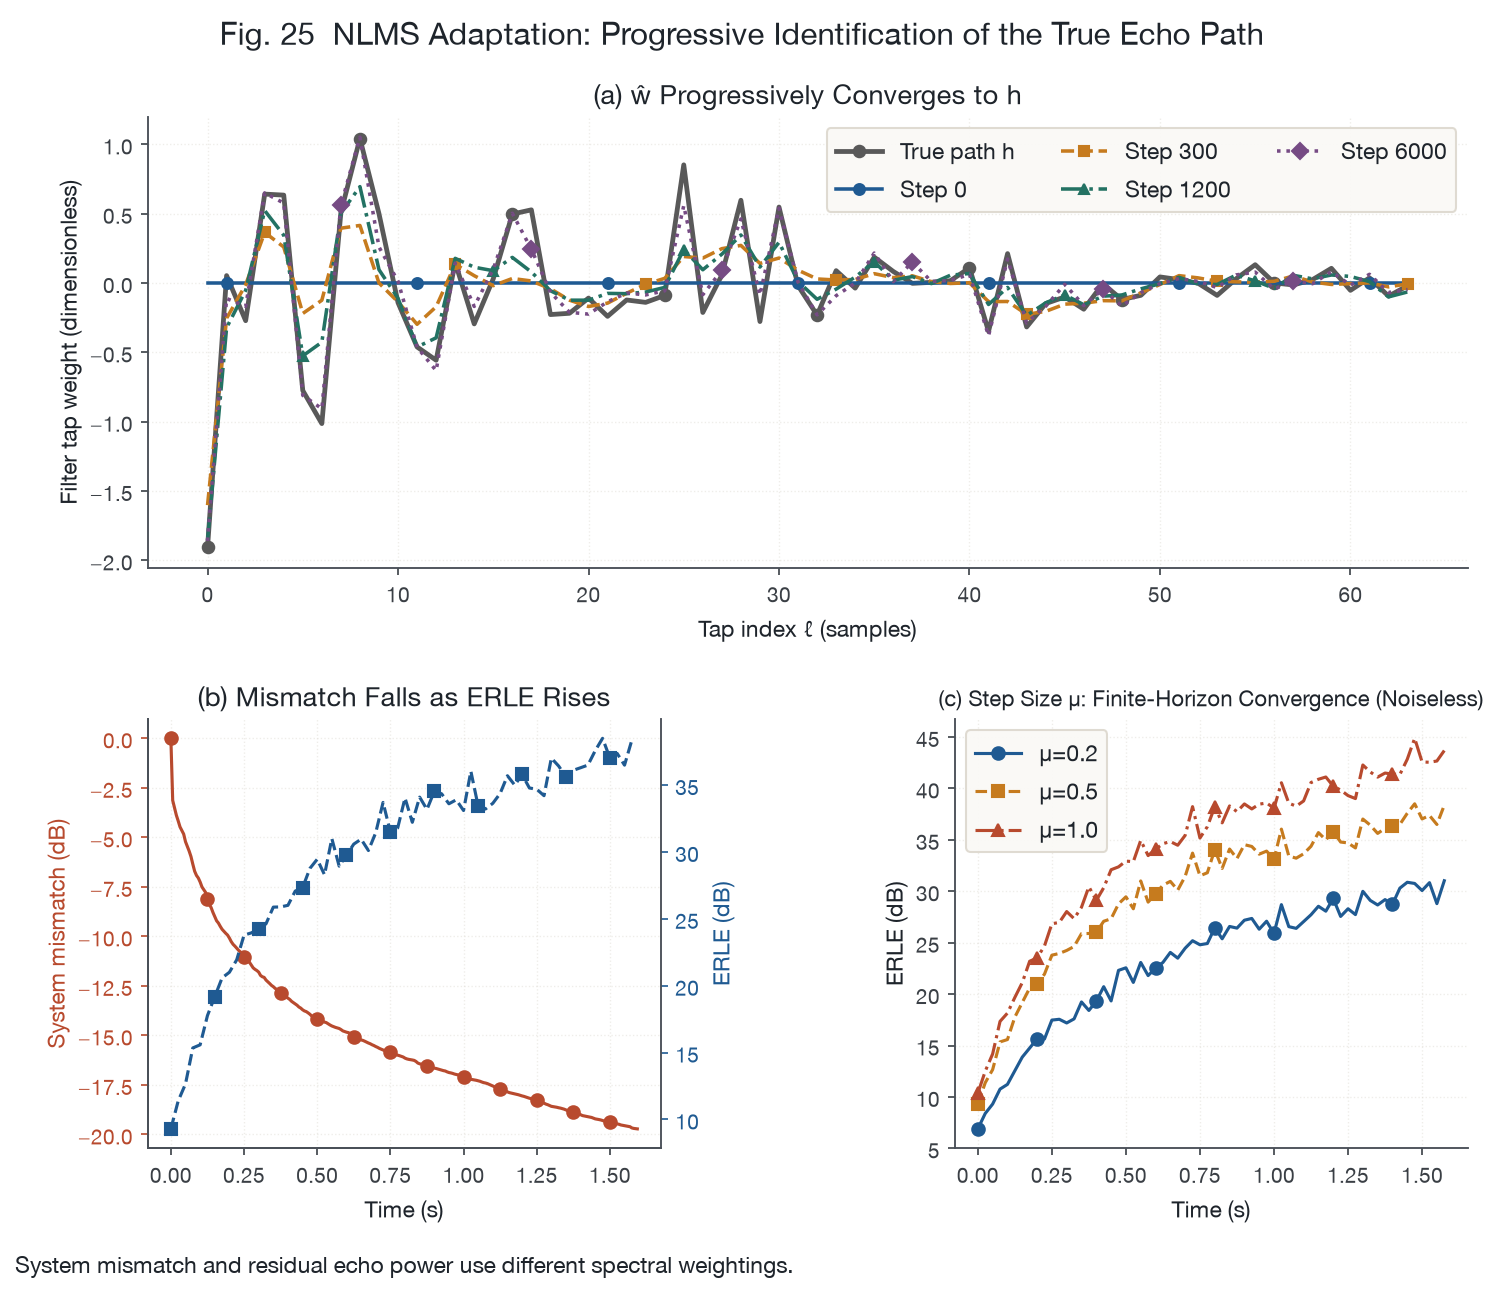 Fig. 25  NLMS Adaptation: Progressive Identification of the True Echo Path
(a) ŵ Progressively Converges to h
Filter tap weight (dimensionless)
1.0
0.5
0.0
−0.5
−1.0
−1.5
−2.0
True path h
Step 0
Step 300
Step 1200
Step 6000
0 10 20 30 40 50 60
Tap index ℓ (samples)
(b) Mismatch Falls as ERLE Rises
System mismatch (dB)
0.0
−2.5
−5.0
−7.5
−10.0
−12.5
−15.0
−17.5
−20.0
35
30
25
20
15
10
ERLE (dB)
0.00 0.25 0.50 0.75 1.00 1.25 1.50
Time (s)
(c) Step Size μ: Finite-Horizon Convergence (Noiseless)
ERLE (dB)
45
40
35
30
25
20
15
10
5
μ=0.2
μ=0.5
μ=1.0
0.00 0.25 0.50 0.75 1.00 1.25 1.50
Time (s)
System mismatch and residual echo power use different spectral weightings.